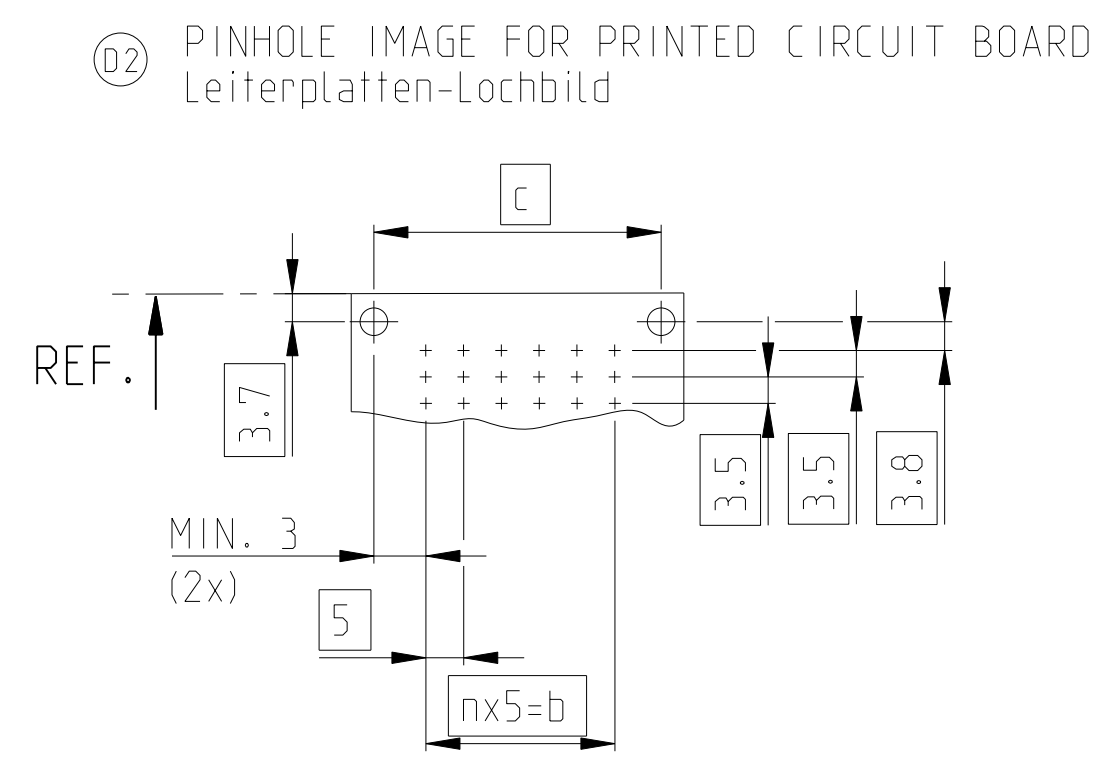 D2 PINHOLE IMAGE FOR PRINTED CIRCUIT BOARD
Leiterplatten-Lochbild
c
REF.
3.7
3.5
3.5
3.8
MIN. 3
(2x)
5
nx5=b